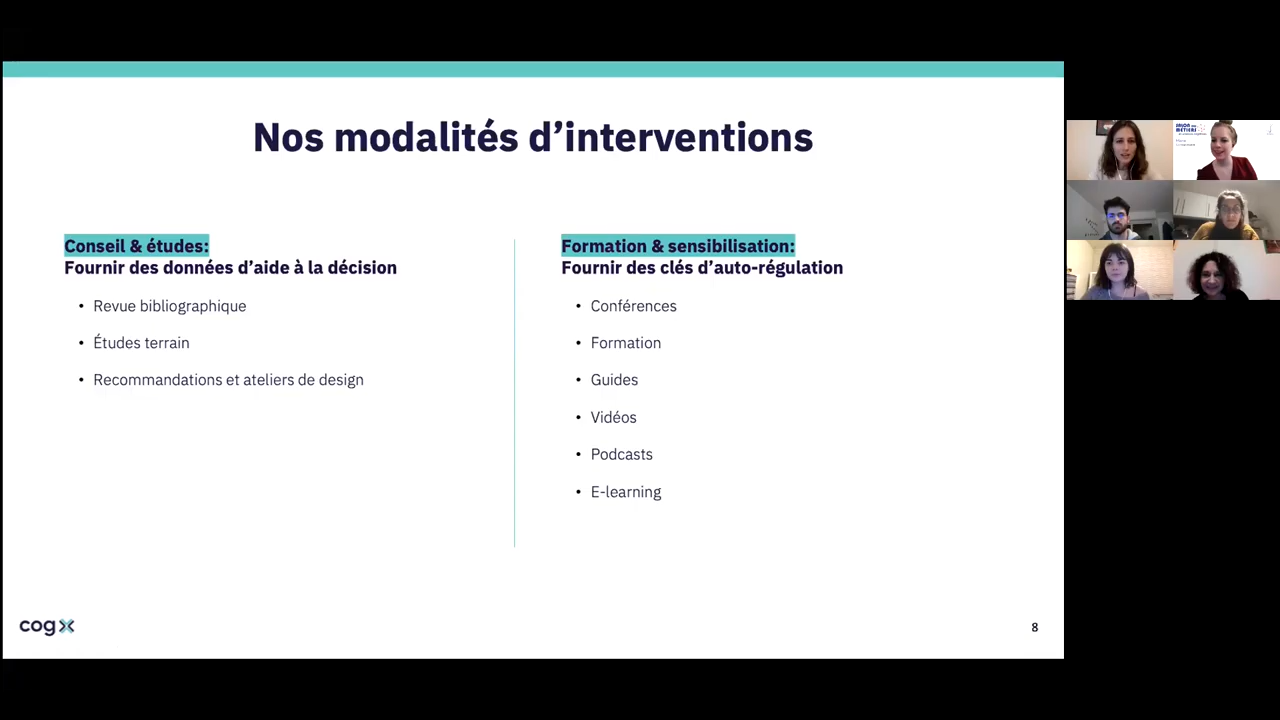 Nos modalités d’interventions
Conseil & études:
Fournir des données d’aide à la décision
• Revue bibliographique
• Études terrain
• Recommandations et ateliers de design
Formation & sensibilisation:
Fournir des clés d’auto-régulation
• Conférences
• Formation
• Guides
• Vidéos
• Podcasts
• E-learning
cogx
8
MÉTIERS